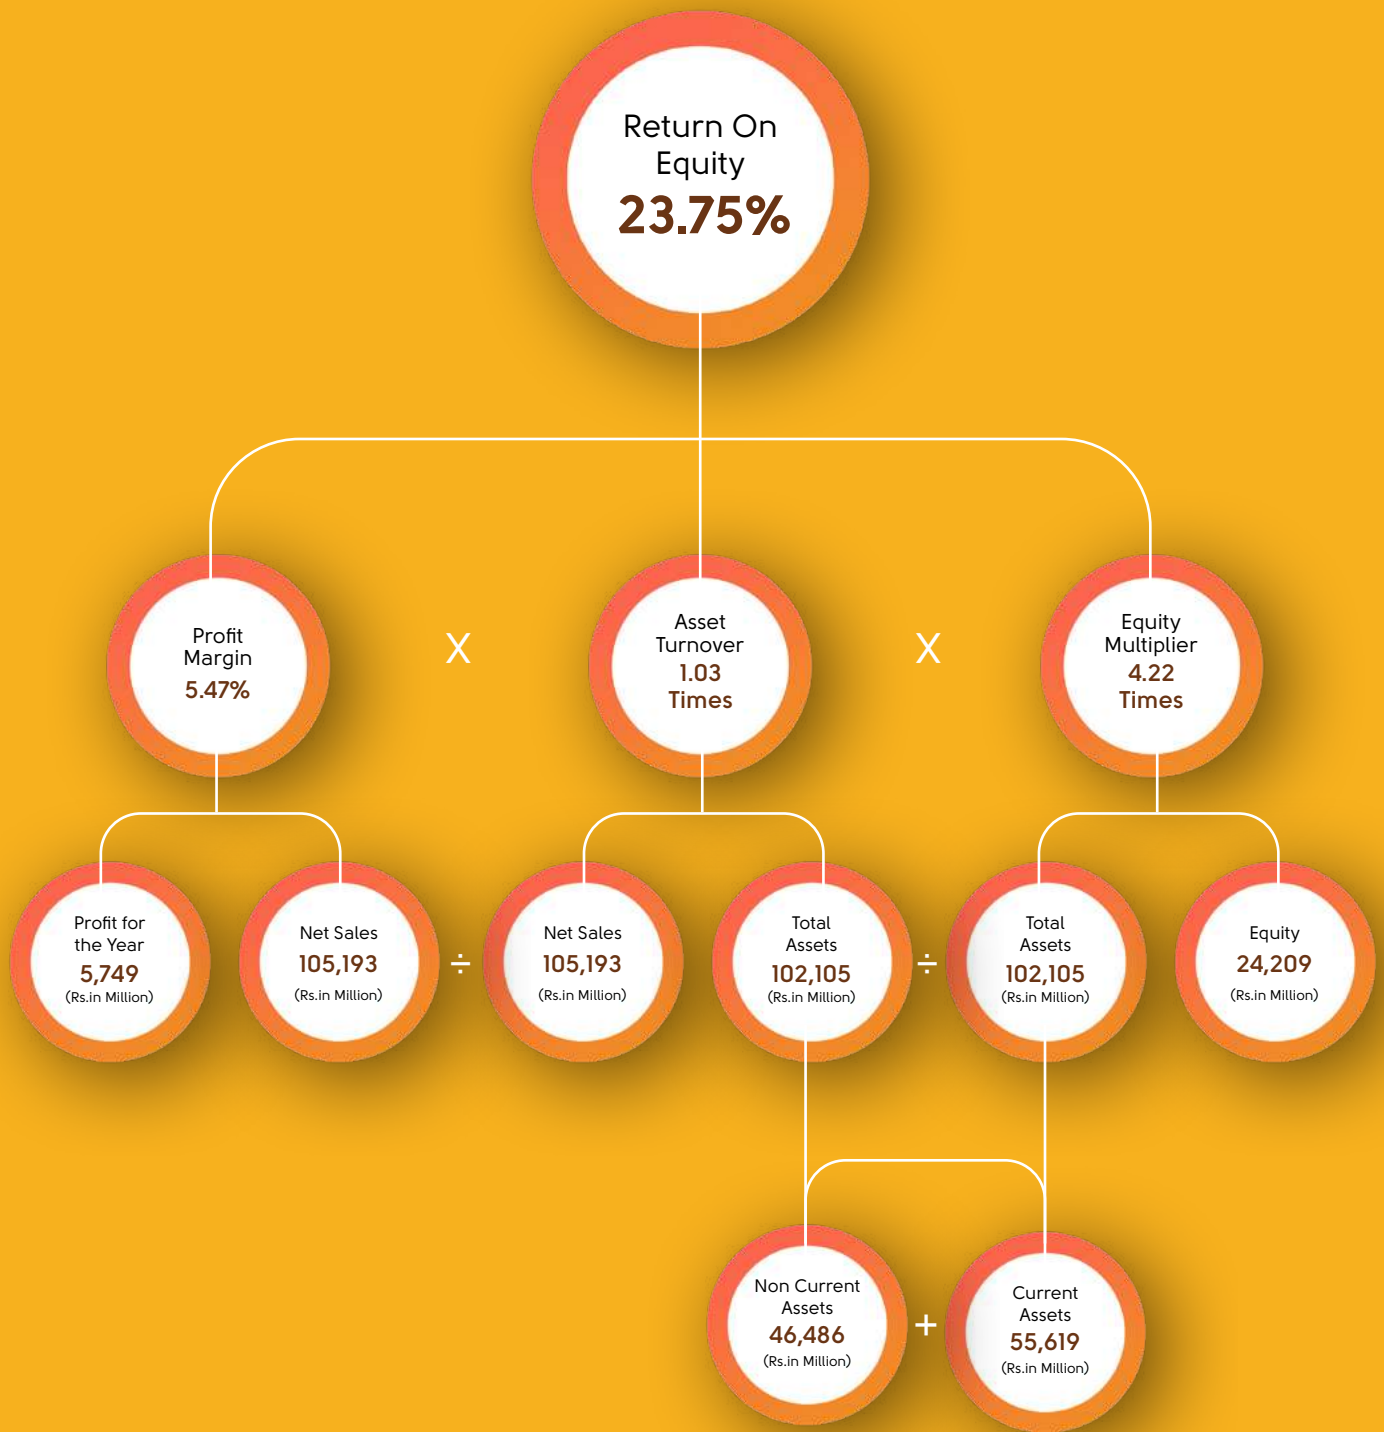 Return On
Equity
23.75%
Profit
Margin
5.47%
X
Asset
Turnover
1.03
Times
X
Equity
Multiplier
4.22
Times
Profit for
the Year
5,749
(Rs.in Million)
Net Sales
105,193
(Rs.in Million)
÷
Net Sales
105,193
(Rs.in Million)
Total
Assets
102,105
(Rs.in Million)
÷
Total
Assets
102,105
(Rs.in Million)
Equity
24,209
(Rs.in Million)
Non Current
Assets
46,486
(Rs.in Million)
+
Current
Assets
55,619
(Rs.in Million)